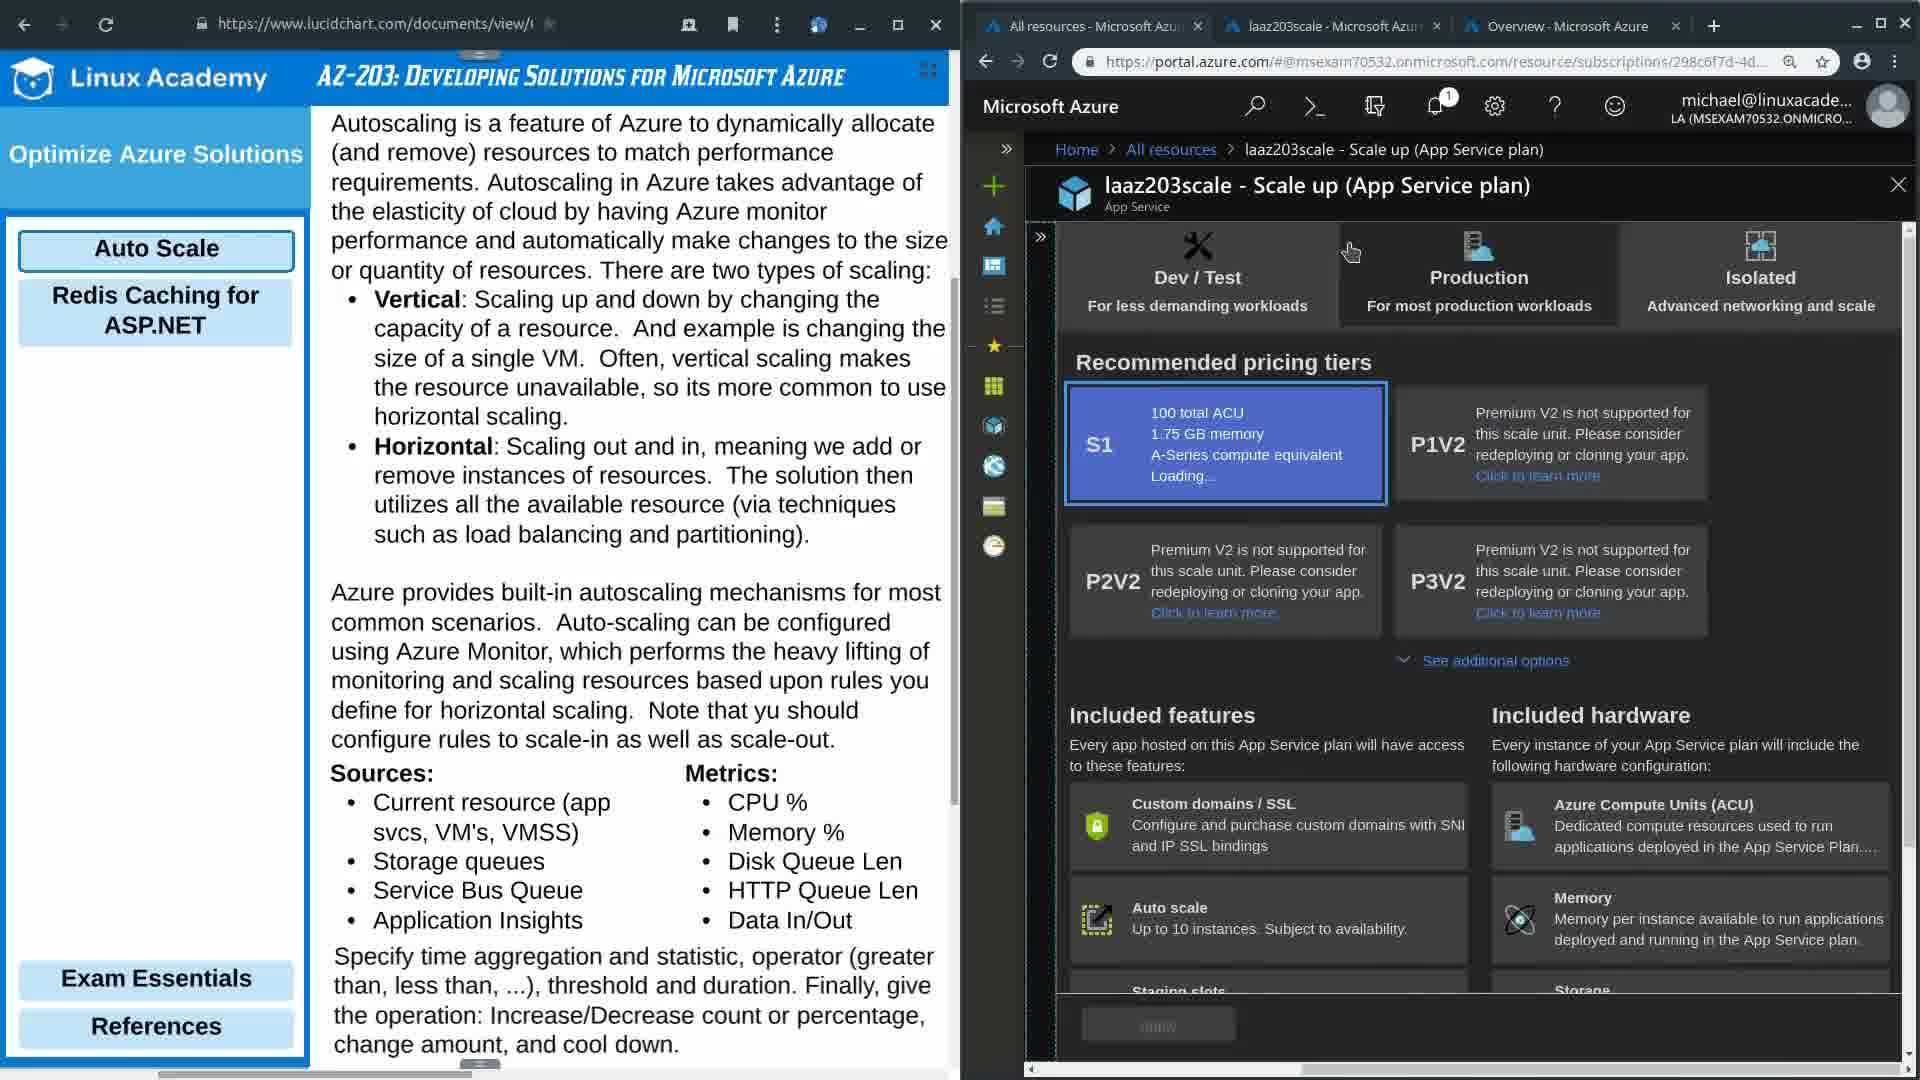 https://www.lucidchart.com/documents/view/
Linux Academy
AZ-203: Developing Solutions for Microsoft Azure
Optimize Azure Solutions
Auto Scale
Redis Caching for
ASP.NET
Exam Essentials
References
Autoscaling is a feature of Azure to dynamically allocate
(and remove) resources to match performance
requirements. Autoscaling in Azure takes advantage of
the elasticity of cloud by having Azure monitor
performance and automatically make changes to the size
or quantity of resources. There are two types of scaling:
• Vertical: Scaling up and down by changing the
capacity of a resource. And example is changing the
size of a single VM. Often, vertical scaling makes
the resource unavailable, so its more common to use
horizontal scaling.
• Horizontal: Scaling out and in, meaning we add or
remove instances of resources. The solution then
utilizes all the available resource (via techniques
such as load balancing and partitioning).
Azure provides built-in autoscaling mechanisms for most
common scenarios. Auto-scaling can be configured
using Azure Monitor, which performs the heavy lifting of
monitoring and scaling resources based upon rules you
define for horizontal scaling. Note that yu should
configure rules to scale-in as well as scale-out.
Sources:
• Current resource (app
svcs, VM's, VMSS)
• Storage queues
• Service Bus Queue
• Application Insights
Metrics:
• CPU %
• Memory %
• Disk Queue Len
• HTTP Queue Len
• Data In/Out
Specify time aggregation and statistic, operator (greater
than, less than, ...), threshold and duration. Finally, give
the operation: Increase/Decrease count or percentage,
change amount, and cool down.
All resources - Microsoft Azu
laaz203scale - Microsoft Azur
Overview - Microsoft Azure
https://portal.azure.com/#@msexam70532.onmicrosoft.com/resource/subscriptions/298c6f7d-4d...
Microsoft Azure
1
michael@linuxacade...
LA (MSEXAM70532.ONMICRO...
Home > All resources > laaz203scale - Scale up (App Service plan)
laaz203scale - Scale up (App Service plan)
App Service
Dev / Test
For less demanding workloads
Production
For most production workloads
Isolated
Advanced networking and scale
Recommended pricing tiers
S1
100 total ACU
1.75 GB memory
A-Series compute equivalent
Loading...
P1V2
Premium V2 is not supported for
this scale unit. Please consider
redeploying or cloning your app.
Click to learn more
P2V2
Premium V2 is not supported for
this scale unit. Please consider
redeploying or cloning your app.
Click to learn more
P3V2
Premium V2 is not supported for
this scale unit. Please consider
redeploying or cloning your app.
Click to learn more
See additional options
Included features
Every app hosted on this App Service plan will have access
to these features:
Custom domains / SSL
Configure and purchase custom domains with SNI
and IP SSL bindings
Auto scale
Up to 10 instances. Subject to availability.
Staging slots
Included hardware
Every instance of your App Service plan will include the
following hardware configuration:
Azure Compute Units (ACU)
Dedicated compute resources used to run
applications deployed in the App Service Plan....
Memory
Memory per instance available to run applications
deployed and running in the App Service plan.
Storage
Apply